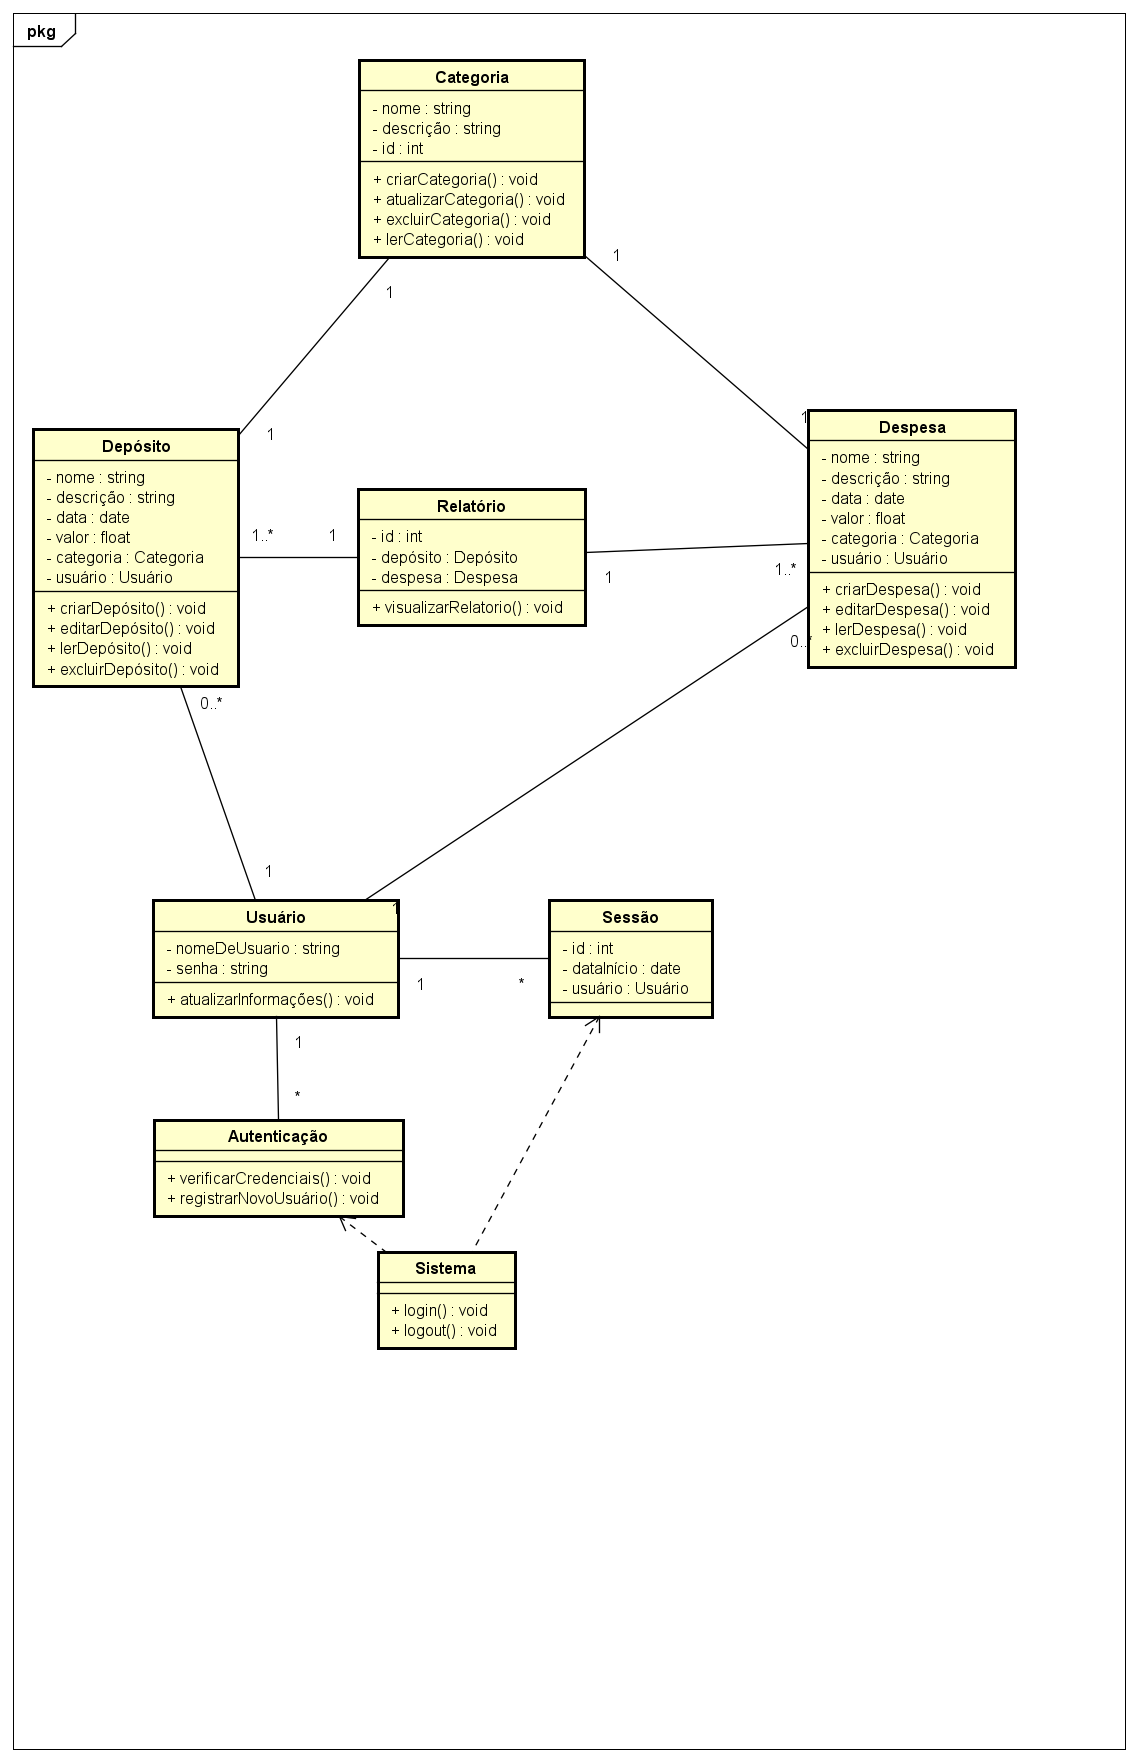 pkg
Categoria
- nome : string
- descrição : string
- id : int
+ criarCategoria() : void
+ atualizarCategoria() : void
+ excluirCategoria() : void
+ lerCategoria() : void
1
1
1
1
Depósito
- nome : string
- descrição : string
- data : date
- valor : float
- categoria : Categoria
- usuário : Usuário
+ criarDepósito() : void
+ editarDepósito() : void
+ lerDepósito() : void
+ excluirDepósito() : void
1..*
1
Relatório
- id : int
- depósito : Depósito
- despesa : Despesa
+ visualizarRelatorio() : void
1
1..*
Despesa
- nome : string
- descrição : string
- data : date
- valor : float
- categoria : Categoria
- usuário : Usuário
+ criarDespesa() : void
+ editarDespesa() : void
+ lerDespesa() : void
+ excluirDespesa() : void
0..*
0..*
1
1
Usuário
- nomeDeUsuario : string
- senha : string
+ atualizarInformações() : void
1
*
Sessão
- id : int
- dataInício : date
- usuário : Usuário
1
*
Autenticação
+ verificarCredenciais() : void
+ registrarNovoUsuário() : void
Sistema
+ login() : void
+ logout() : void